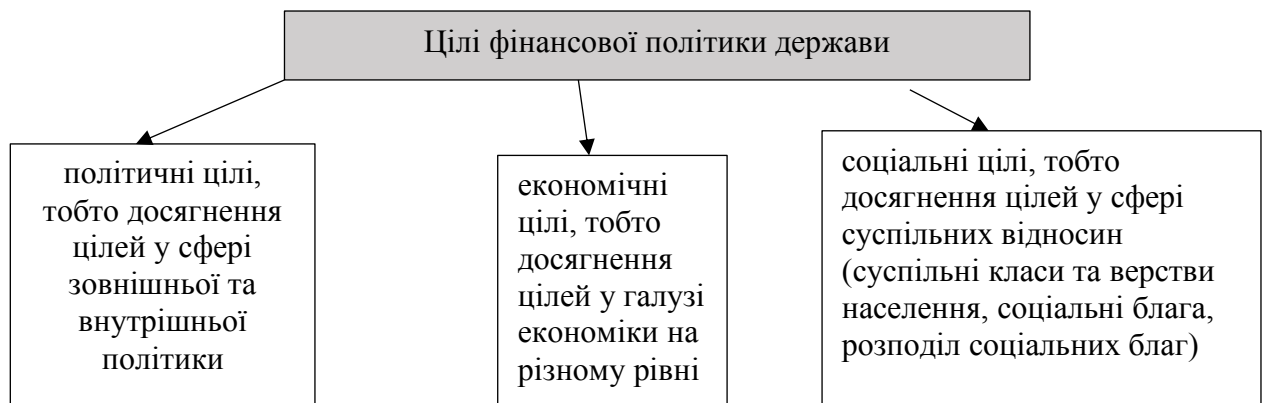 Цілі фінансової політики держави
політичні цілі,
тобто досягнення
цілей у сфері
зовнішньої та
внутрішньої
політики
економічні
цілі, тобто
досягнення
цілей у галузі
економіки на
різному рівні
соціальні цілі, тобто
досягнення цілей у сфері
суспільних відносин
(суспільні класи та верстви
населення, соціальні блага,
розподіл соціальних благ)